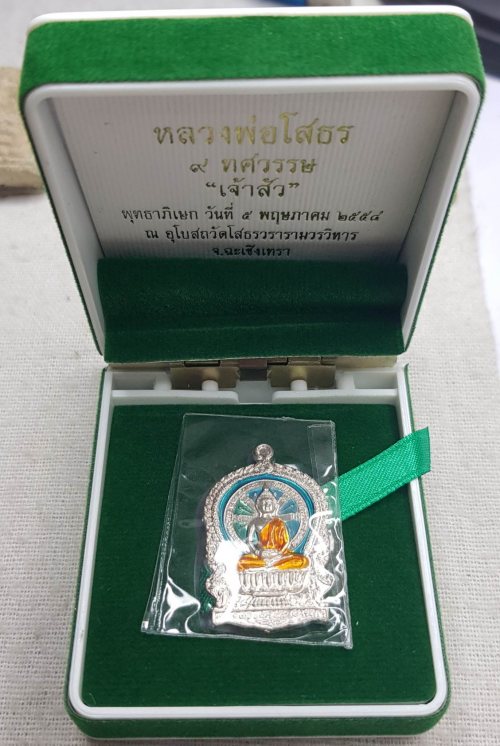 หลวงพ่อโสธร
๙ ทศวรรษ
“เจ้าสัว”
พุทธาภิเษก วันที่ ๕ พฤษภาคม ๒๕๕๔
ณ อุโบสถวัดโสธรวรารามวรวิหาร
จ.ฉะเชิงเทรา